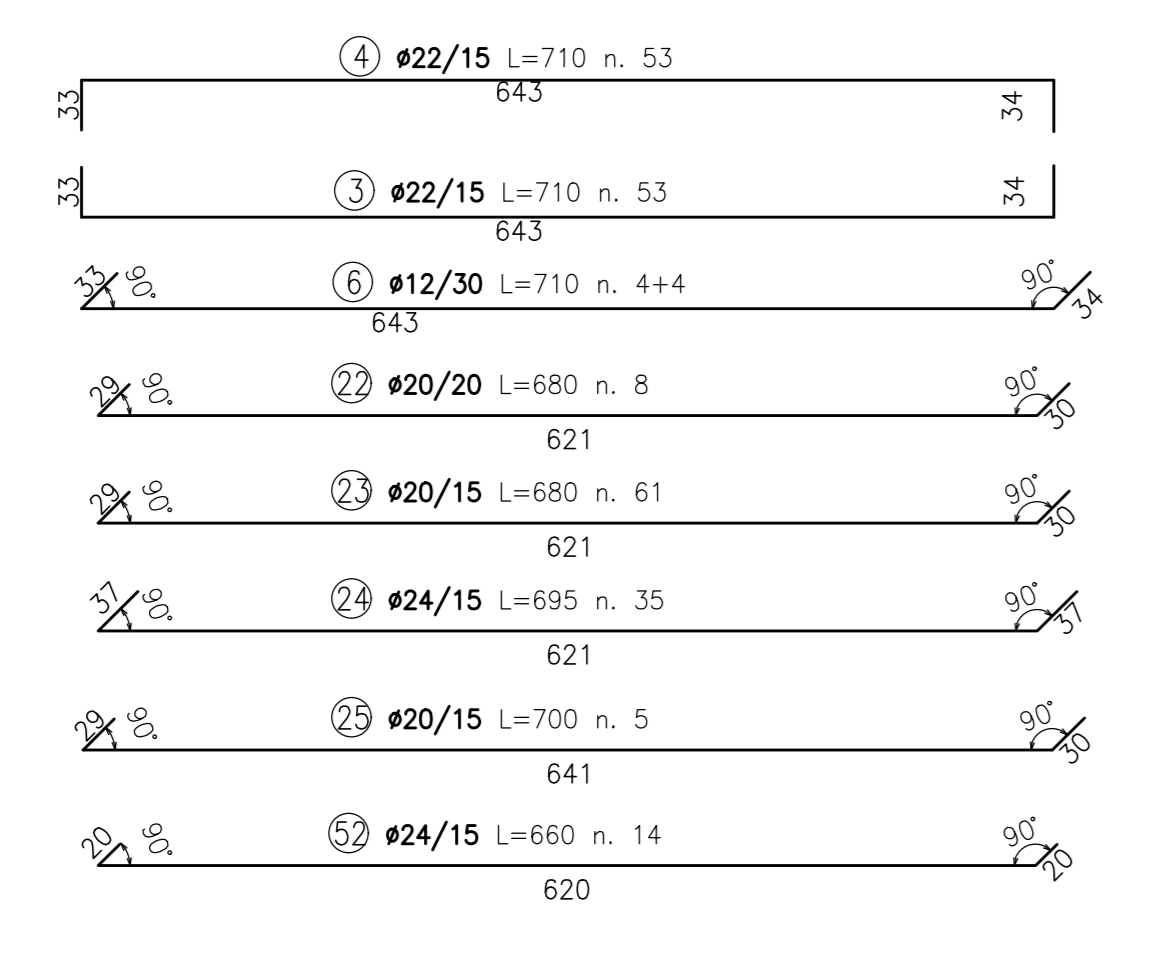 4 ø22/15 L=710 n. 53
33 643 34
3 ø22/15 L=710 n. 53
33 34
643
33 90° 6 ø12/30 L=710 n. 4+4 90° 34
643
29 90° 22 ø20/20 L=680 n. 8 90° 30
621
29 90° 23 ø20/15 L=680 n. 61 90° 30
621
37 90° 24 ø24/15 L=695 n. 35 90° 37
621
29 90° 25 ø20/15 L=700 n. 5 90° 30
641
20 90° 52 ø24/15 L=660 n. 14 90° 20
620